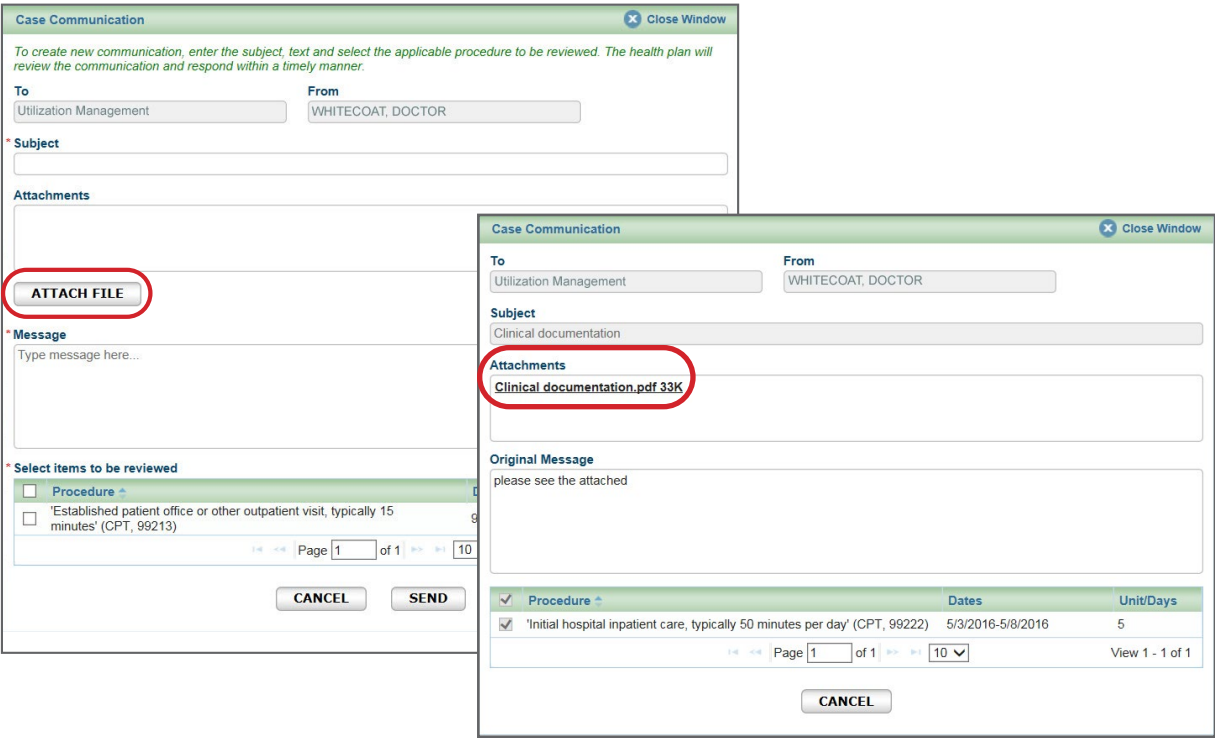 Case Communication
Close Window
To create new communication, enter the subject, text and select the applicable procedure to be reviewed. The health plan will
review the communication and respond within a timely manner.
To From
Utilization Management WHITECOAT, DOCTOR
* Subject
Attachments
ATTACH FILE
* Message
Type message here...
* Select items to be reviewed
Procedure
'Established patient office or other outpatient visit, typically 15
minutes' (CPT, 99213)
Page 1 of 1 10
CANCEL SEND
Case Communication
Close Window
To From
Utilization Management WHITECOAT, DOCTOR
Subject
Clinical documentation
Attachments
Clinical documentation.pdf 33K
Original Message
please see the attached
Procedure Dates Unit/Days
'Initial hospital inpatient care, typically 50 minutes per day' (CPT, 99222) 5/3/2016-5/8/2016 5
Page 1 of 1 10 View 1 - 1 of 1
CANCEL